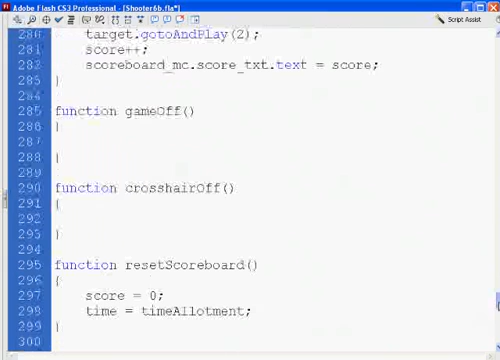 Adobe Flash CS3 Professional - [Shooter6b.fla*]
Script Assist
280 target.gotoAndPlay(2);
281 score++;
282 scoreboard_mc.score_txt.text = score;
283 }
284
285 function gameOff()
286 {
287
288 }
289
290 function crosshairOff()
291 {
292
293 }
294
295 function resetScoreboard()
296 {
297 score = 0;
298 time = timeAllotment;
299 }
300